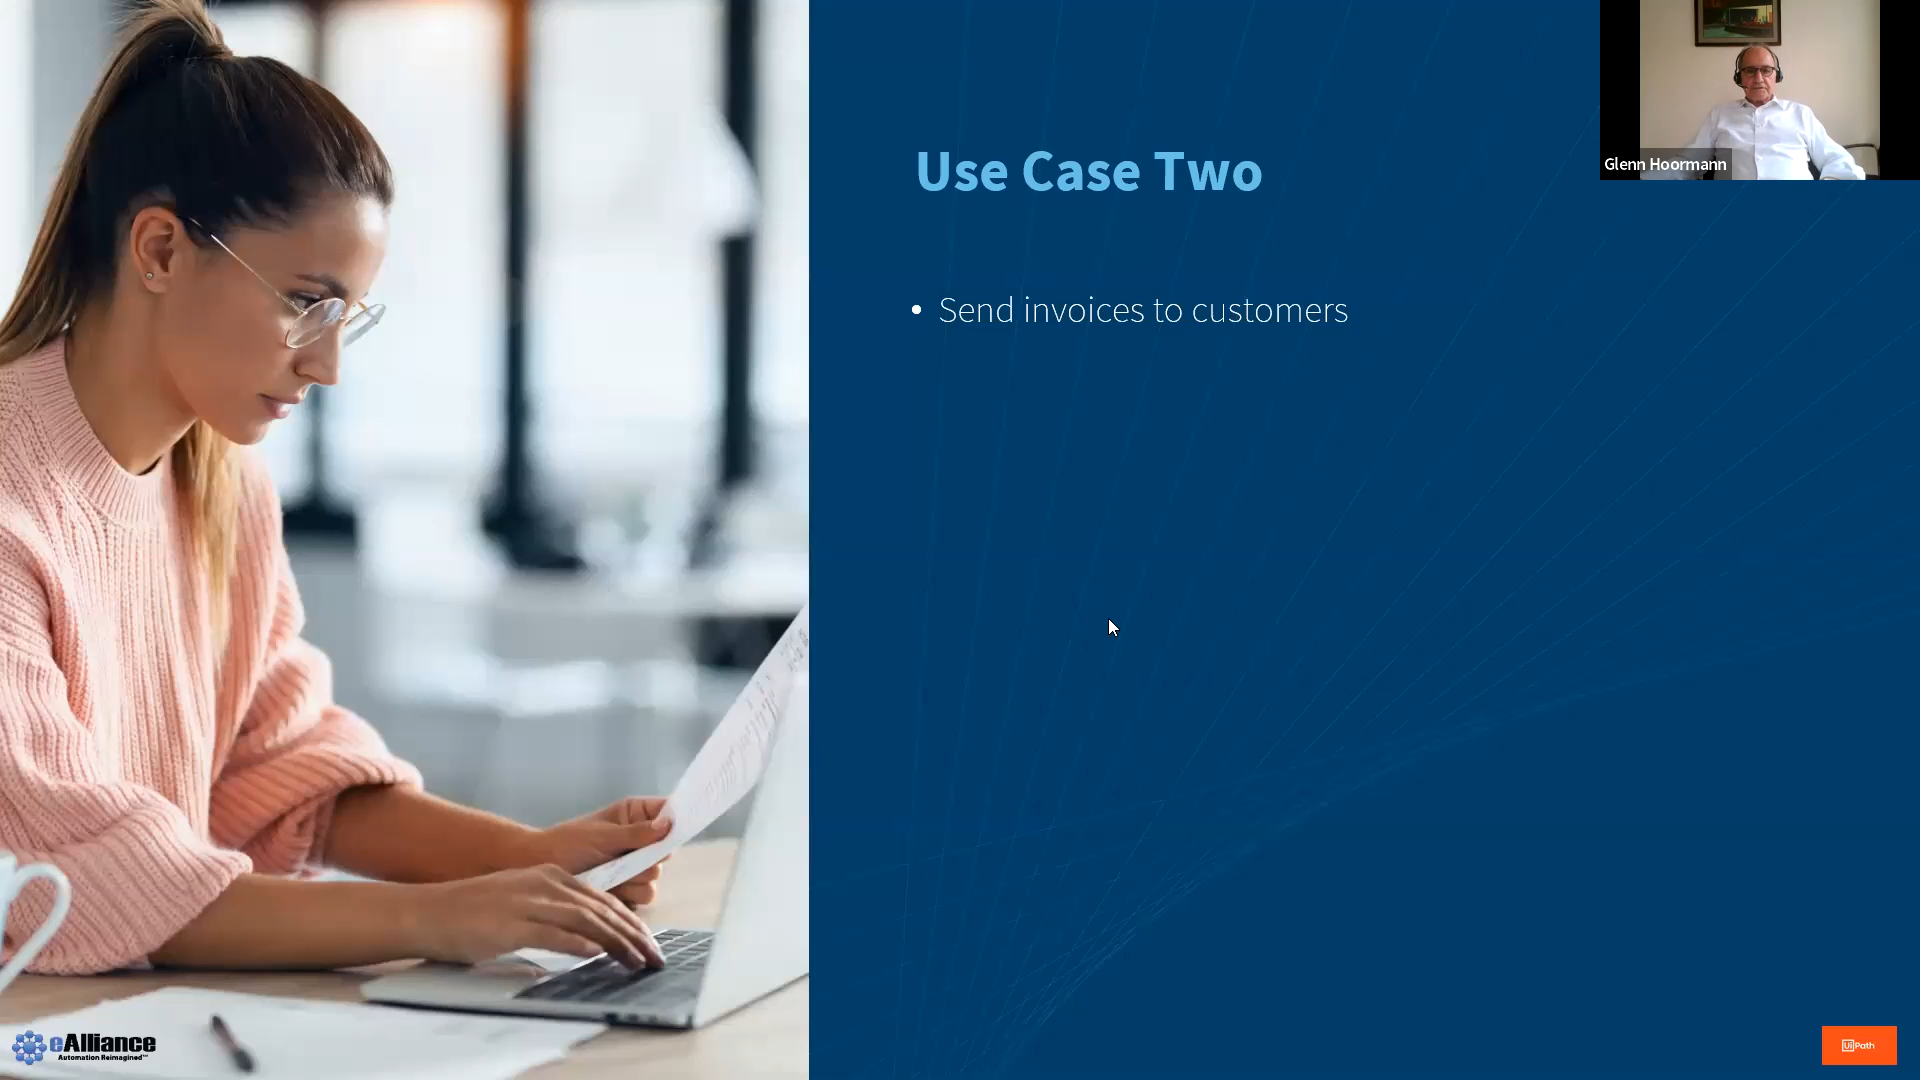 Use Case Two
Glenn Hoormann
• Send invoices to customers
eAlliance
Automation Reimagined™
UiPath